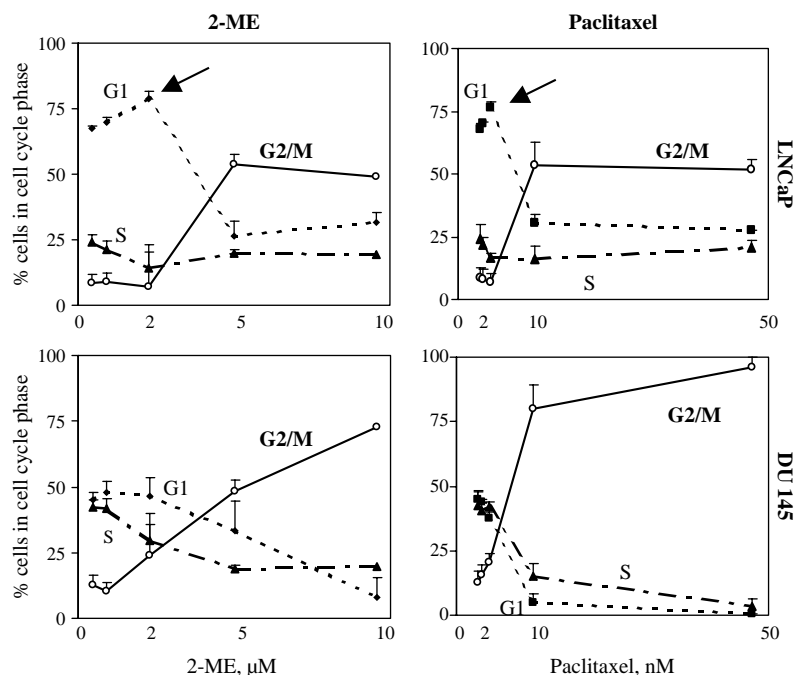 2-ME
Paclitaxel
% cells in cell cycle phase
100
75
50
25
0
G1
G2/M
S
0 2 5 10
100
75
50
25
0
G1
G2/M
S
0 2 10 50
LNCaP
% cells in cell cycle phase
100
75
50
25
0
G2/M
G1
S
0 2 5 10
2-ME, μM
100
75
50
25
0
G2/M
S
G1
0 2 10 50
Paclitaxel, nM
DU 145